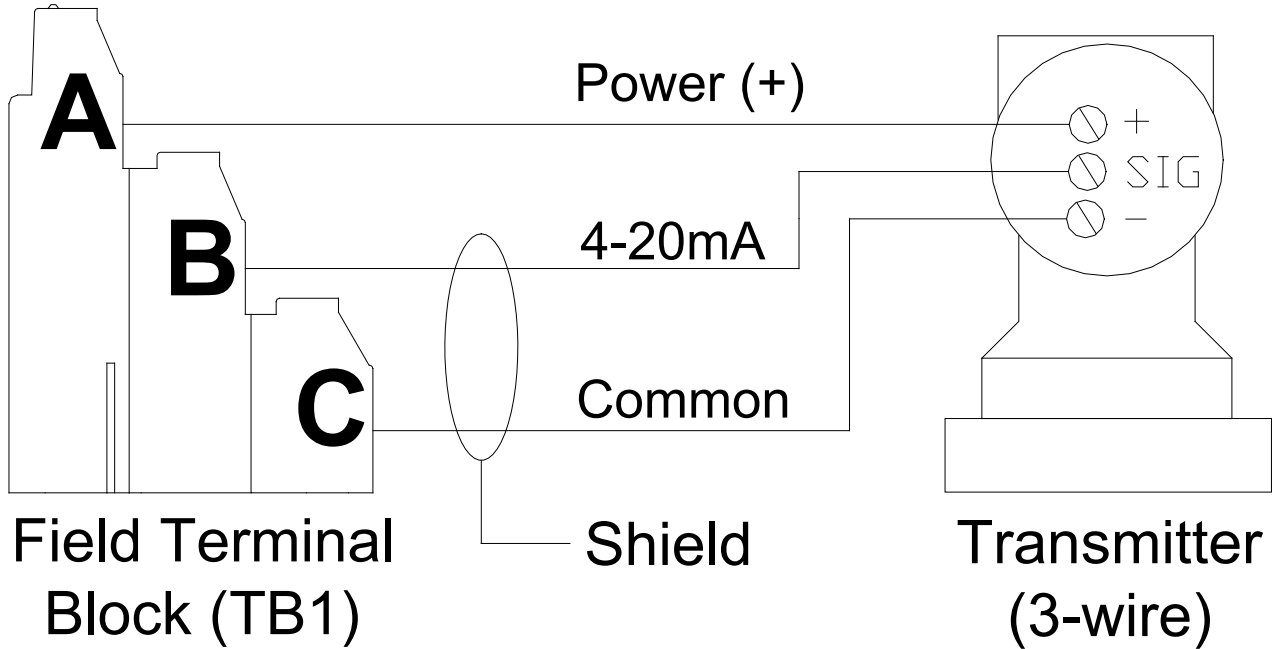 A
Power (+)
+
SIG
-
B
4-20mA
C
Common
Field Terminal
Block (TB1)
Shield
Transmitter
(3-wire)